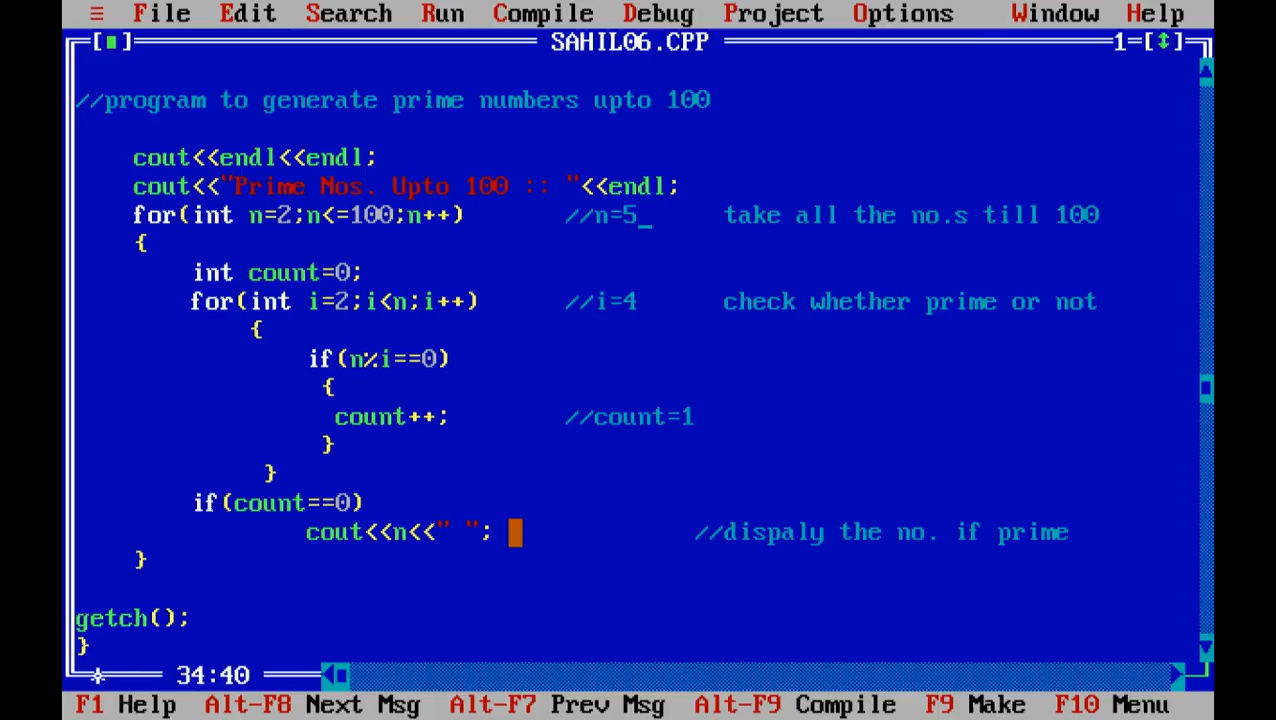 ≡ File Edit Search Run Compile Debug Project Options Window Help
[■] SAHIL06.CPP 1=[↕]
//program to generate prime numbers upto 100
cout<<endl<<endl;
cout<<"Prime Nos. Upto 100 :: "<<endl;
for(int n=2;n<=100;n++) //n=5_ take all the no.s till 100
{
int count=0;
for(int i=2;i<n;i++) //i=4 check whether prime or not
{
if(n%i==0)
{
count++; //count=1
}
}
if(count==0)
cout<<n<<" "; //dispaly the no. if prime
}
getch();
}
34:40
F1 Help Alt-F8 Next Msg Alt-F7 Prev Msg Alt-F9 Compile F9 Make F10 Menu